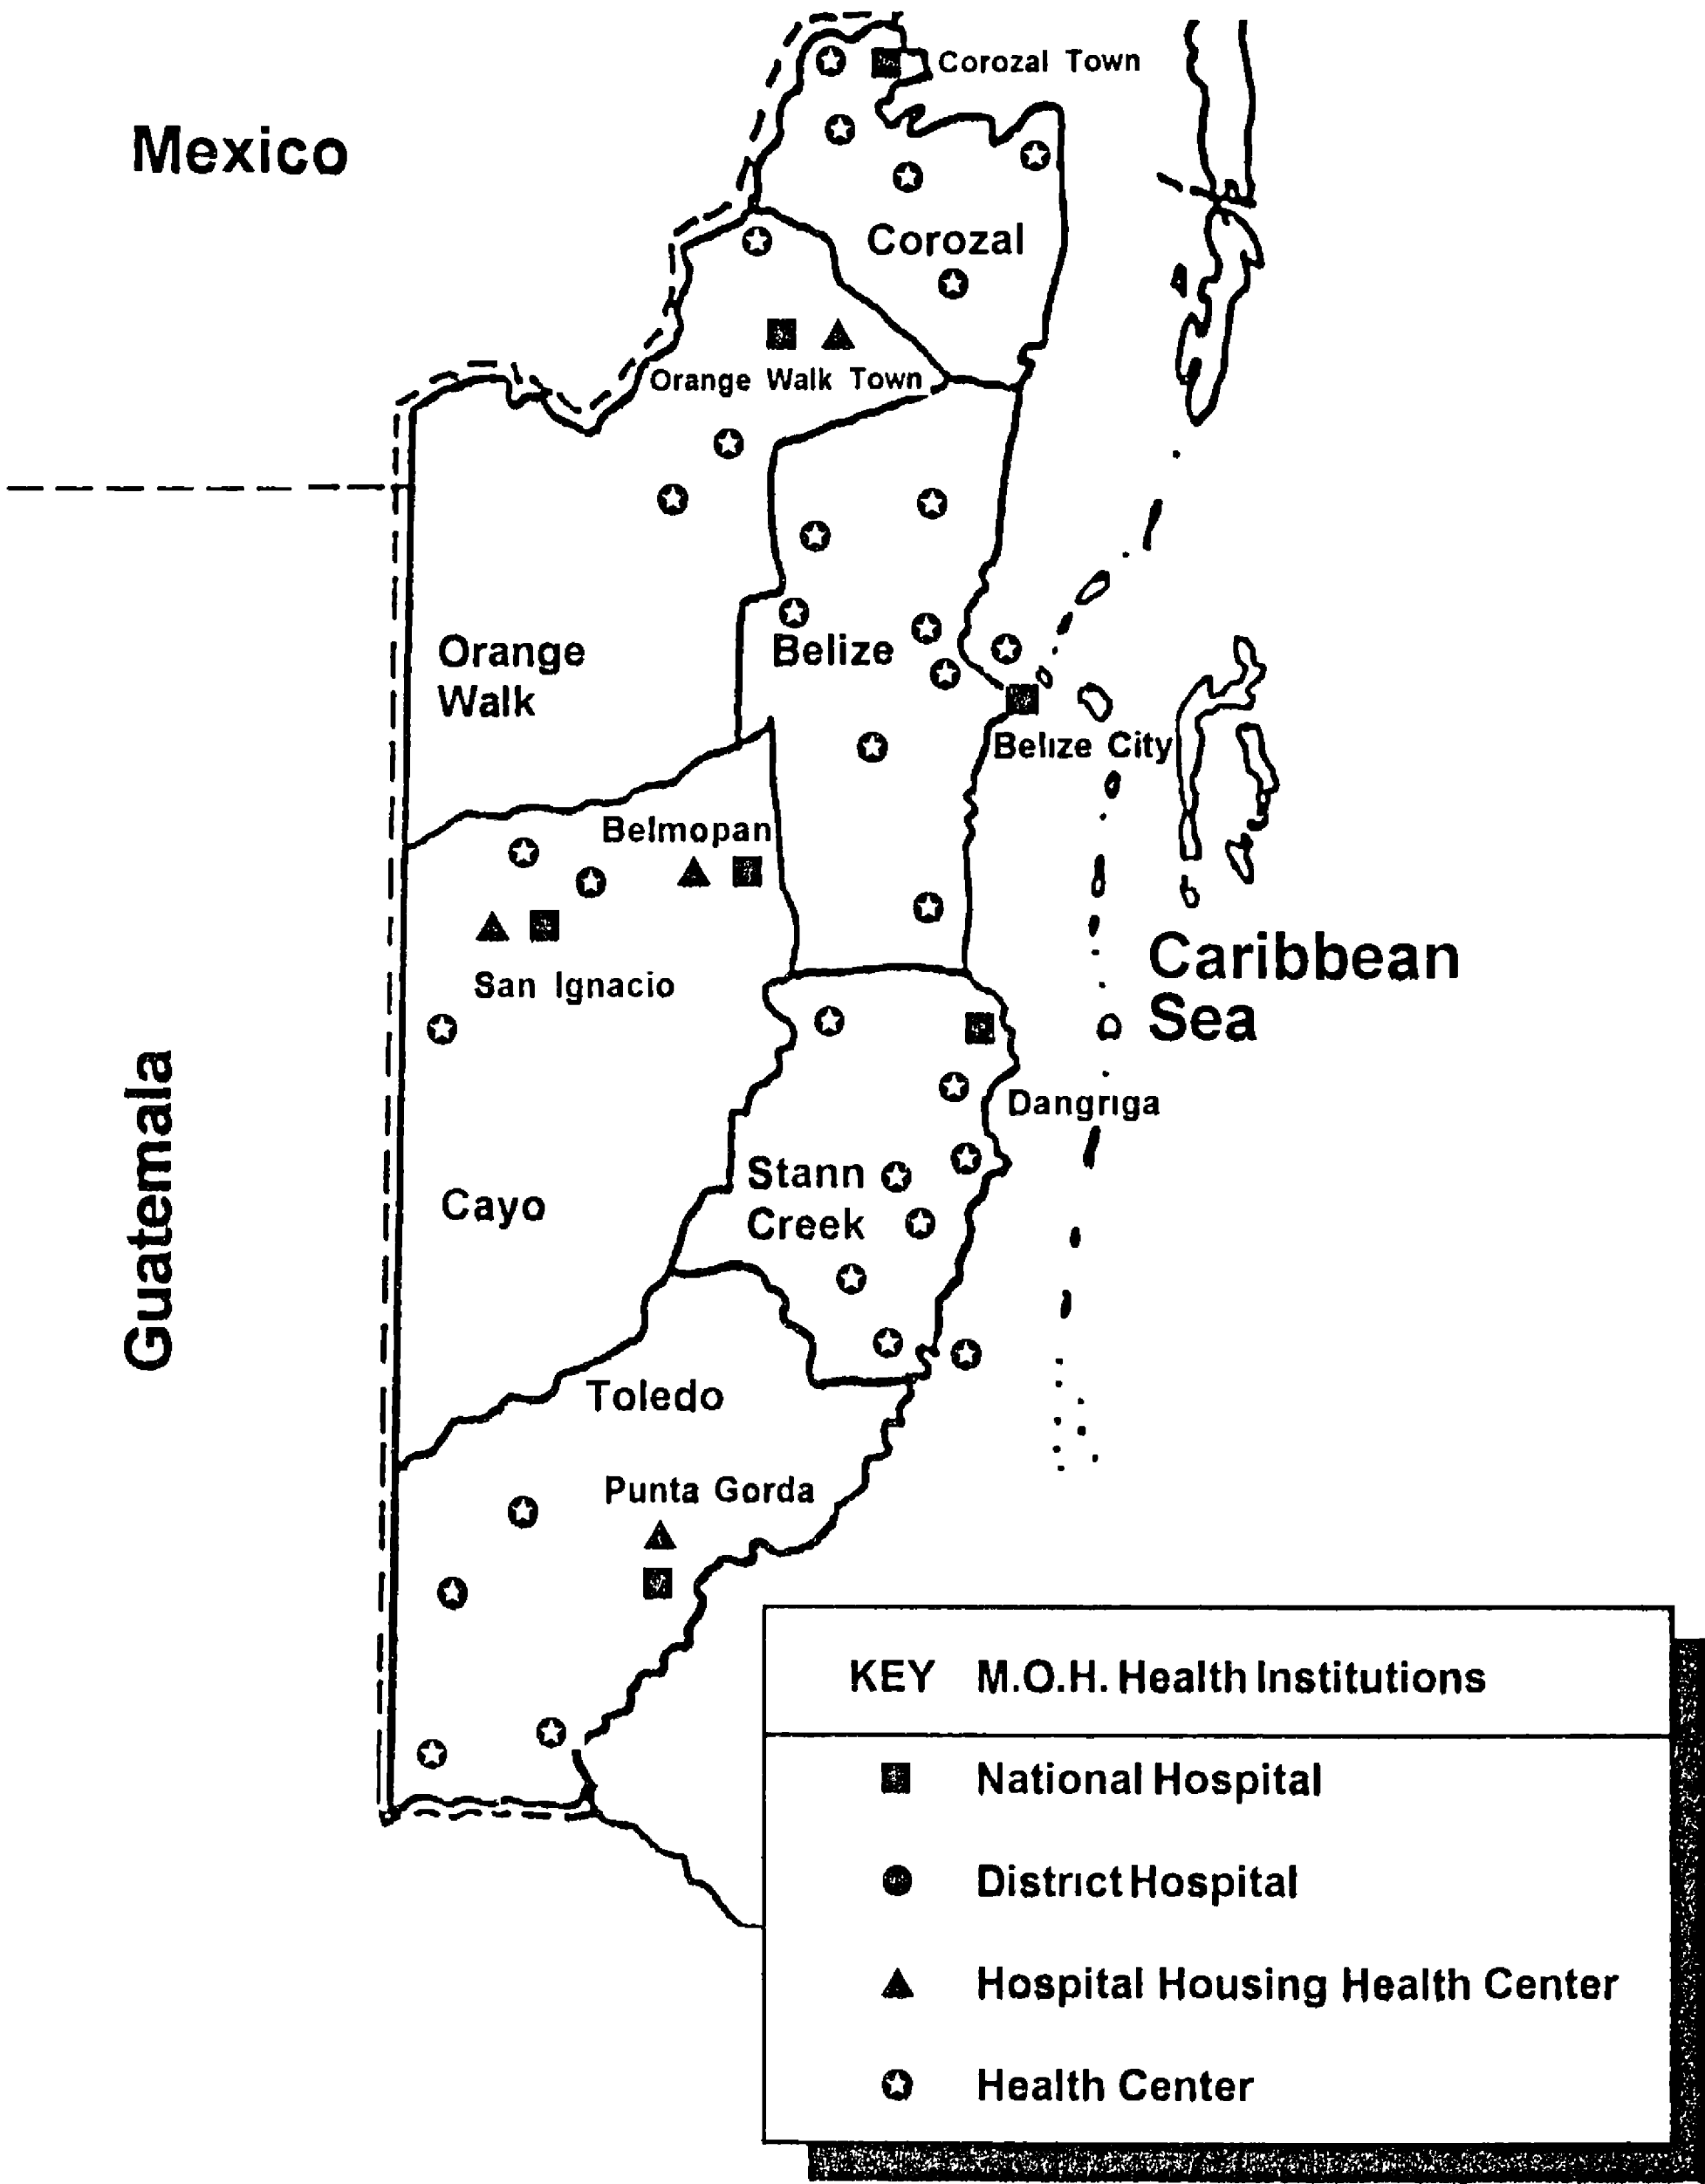 Corozal Town
Mexico
Corozal
Orange Walk Town
Orange
Walk
Belize
Belize City
Belmopan
San Ignacio
Caribbean
Sea
Guatemala
Dangriga
Stann
Creek
Cayo
Toledo
Punta Gorda
KEY M.O.H. Health Institutions
National Hospital
District Hospital
Hospital Housing Health Center
Health Center